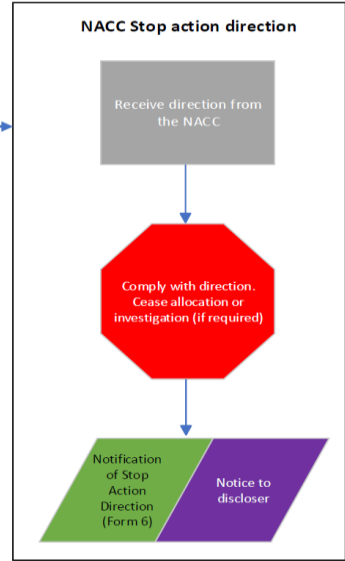 NACC Stop action direction
Receive direction from
the NACC
Comply with direction.
Cease allocation or
investigation (if required)
Notification
of Stop
Action
Direction
(Form 6)
Notice to
discloser